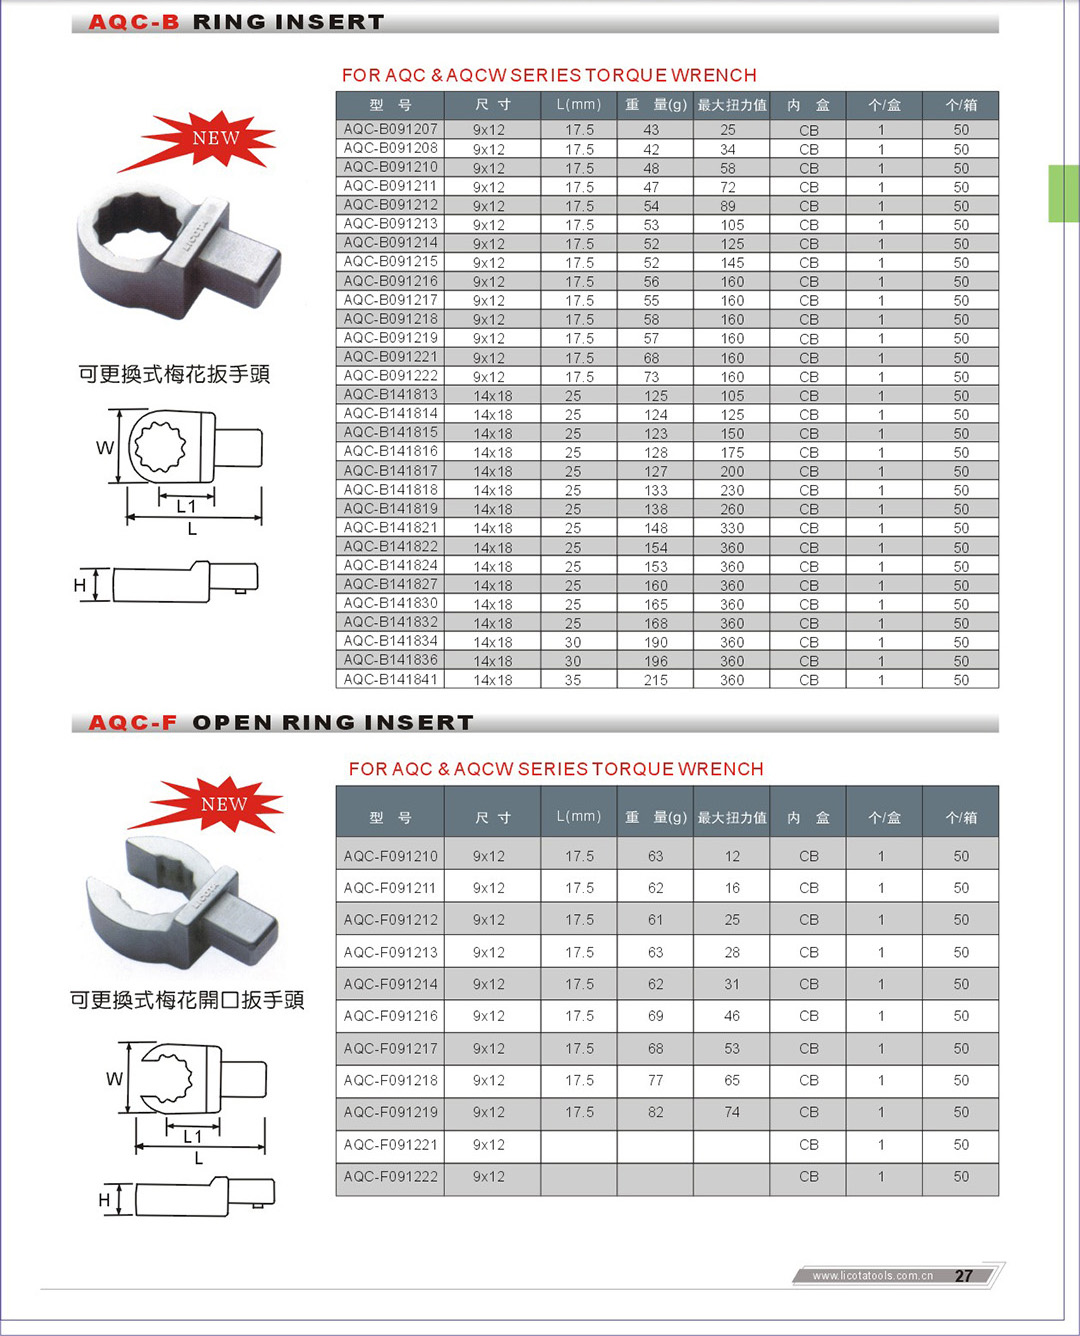 AQC-B RING INSERT
FOR AQC & AQCW SERIES TORQUE WRENCH
NEW
LICOTA
可更換式梅花扳手頭
W
L1
L
H
型 号 尺 寸 L(mm) 重 量(g) 最大扭力值 内 盒 个/盒 个/箱
AQC-B091207 9x12 17.5 43 25 CB 1 50
AQC-B091208 9x12 17.5 42 34 CB 1 50
AQC-B091210 9x12 17.5 48 58 CB 1 50
AQC-B091211 9x12 17.5 47 72 CB 1 50
AQC-B091212 9x12 17.5 54 89 CB 1 50
AQC-B091213 9x12 17.5 53 105 CB 1 50
AQC-B091214 9x12 17.5 52 125 CB 1 50
AQC-B091215 9x12 17.5 52 145 CB 1 50
AQC-B091216 9x12 17.5 56 160 CB 1 50
AQC-B091217 9x12 17.5 55 160 CB 1 50
AQC-B091218 9x12 17.5 58 160 CB 1 50
AQC-B091219 9x12 17.5 57 160 CB 1 50
AQC-B091221 9x12 17.5 68 160 CB 1 50
AQC-B091222 9x12 17.5 73 160 CB 1 50
AQC-B141813 14x18 25 125 105 CB 1 50
AQC-B141814 14x18 25 124 125 CB 1 50
AQC-B141815 14x18 25 123 150 CB 1 50
AQC-B141816 14x18 25 128 175 CB 1 50
AQC-B141817 14x18 25 127 200 CB 1 50
AQC-B141818 14x18 25 133 230 CB 1 50
AQC-B141819 14x18 25 138 260 CB 1 50
AQC-B141821 14x18 25 148 330 CB 1 50
AQC-B141822 14x18 25 154 360 CB 1 50
AQC-B141824 14x18 25 153 360 CB 1 50
AQC-B141827 14x18 25 160 360 CB 1 50
AQC-B141830 14x18 25 165 360 CB 1 50
AQC-B141832 14x18 25 168 360 CB 1 50
AQC-B141834 14x18 30 190 360 CB 1 50
AQC-B141836 14x18 30 196 360 CB 1 50
AQC-B141841 14x18 35 215 360 CB 1 50
AQC-F OPEN RING INSERT
FOR AQC & AQCW SERIES TORQUE WRENCH
NEW
LICOTA
可更換式梅花開口扳手頭
W
L1
L
H
型 号 尺 寸 L(mm) 重 量(g) 最大扭力值 内 盒 个/盒 个/箱
AQC-F091210 9x12 17.5 63 12 CB 1 50
AQC-F091211 9x12 17.5 62 16 CB 1 50
AQC-F091212 9x12 17.5 61 25 CB 1 50
AQC-F091213 9x12 17.5 63 28 CB 1 50
AQC-F091214 9x12 17.5 62 31 CB 1 50
AQC-F091216 9x12 17.5 69 46 CB 1 50
AQC-F091217 9x12 17.5 68 53 CB 1 50
AQC-F091218 9x12 17.5 77 65 CB 1 50
AQC-F091219 9x12 17.5 82 74 CB 1 50
AQC-F091221 9x12 CB 1 50
AQC-F091222 9x12 CB 1 50
www.licotatools.com.cn 27